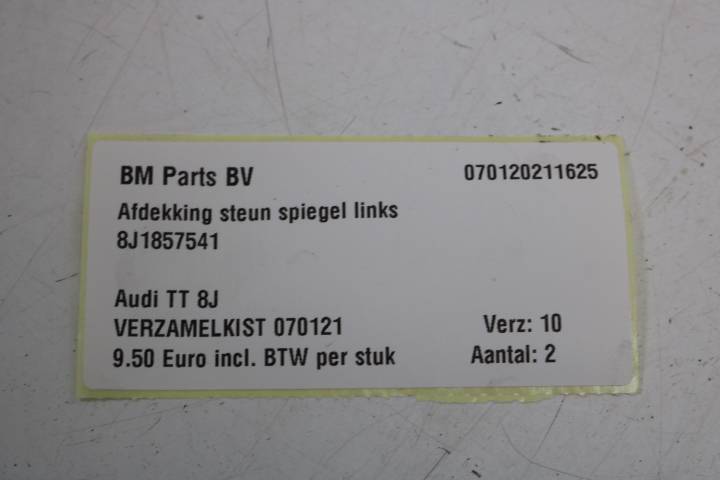 BM Parts BV 070120211625
Afdekking steun spiegel links
8J1857541
Audi TT 8J
VERZAMELKIST 070121 Verz: 10
9.50 Euro incl. BTW per stuk Aantal: 2